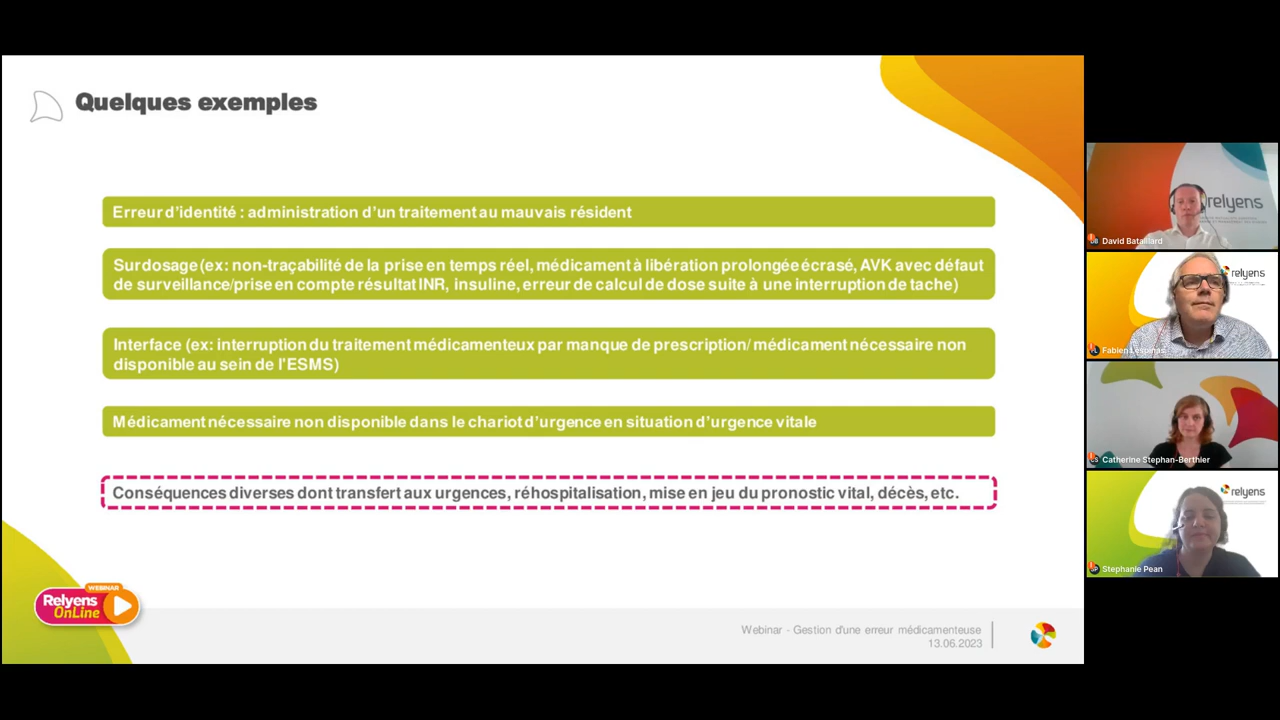 Quelques exemples
Erreur d'identité : administration d'un traitement au mauvais résident
Surdosage (ex: non-traçabilité de la prise en temps réel, médicament à libération prolongée écrasé, AVK avec défaut
de surveillance/prise en compte résultat INR, insuline, erreur de calcul de dose suite à une interruption de tache)
Interface (ex: interruption du traitement médicamenteux par manque de prescription/ médicament nécessaire non
disponible au sein de l'ESMS)
Médicament nécessaire non disponible dans le chariot d'urgence en situation d'urgence vitale
Conséquences diverses dont transfert aux urgences, réhospitalisation, mise en jeu du pronostic vital, décès, etc.
WEBINAR
Relyens
OnLine
Webinar - Gestion d'une erreur médicamenteuse
13.06.2023
relyens
David Bataillard
relyens
Fabien Lespinas
Catherine Stephan-Berthier
relyens
Stephanie Pean